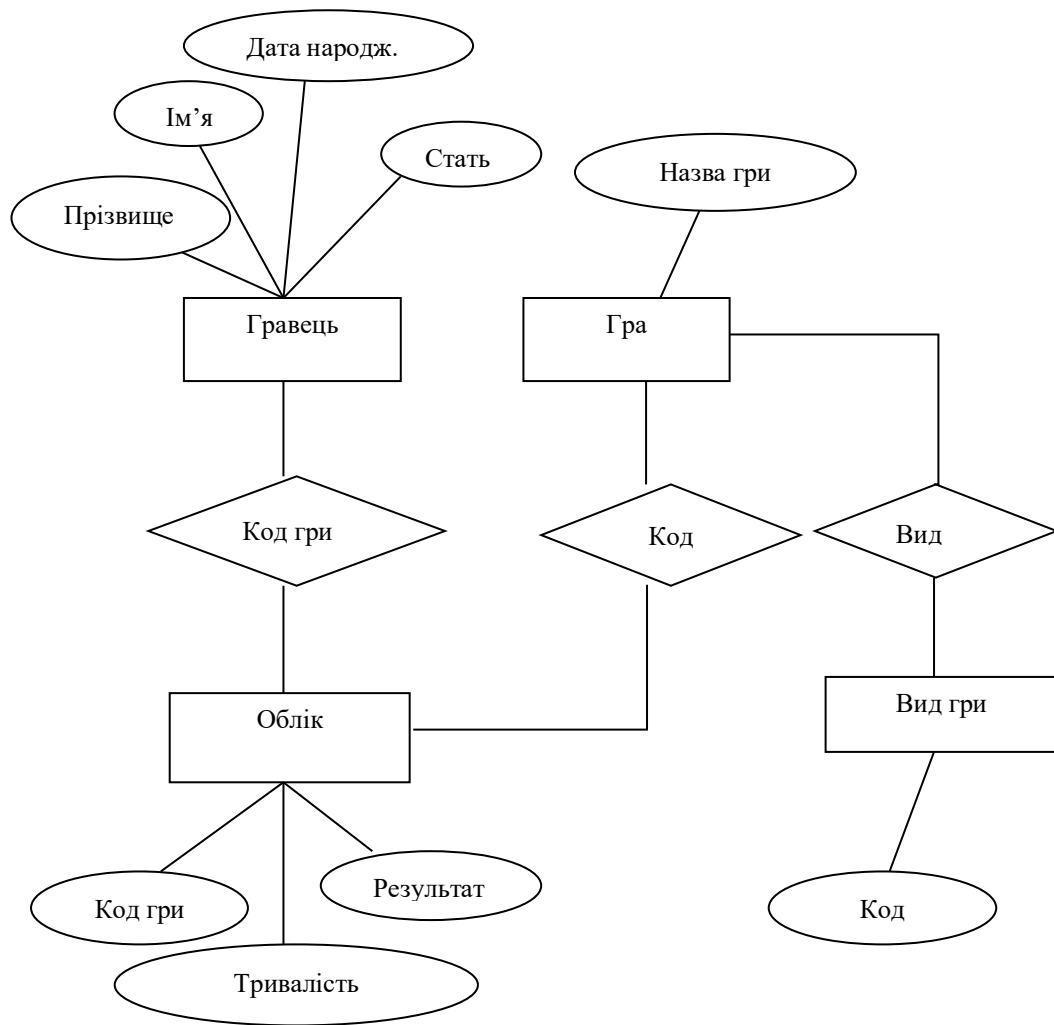 Дата народж.
Ім’я
Стать
Назва гри
Прізвище
Гравець
Гра
Код гри
Код
Вид
Облік
Вид гри
Результат
Код гри
Код
Тривалість